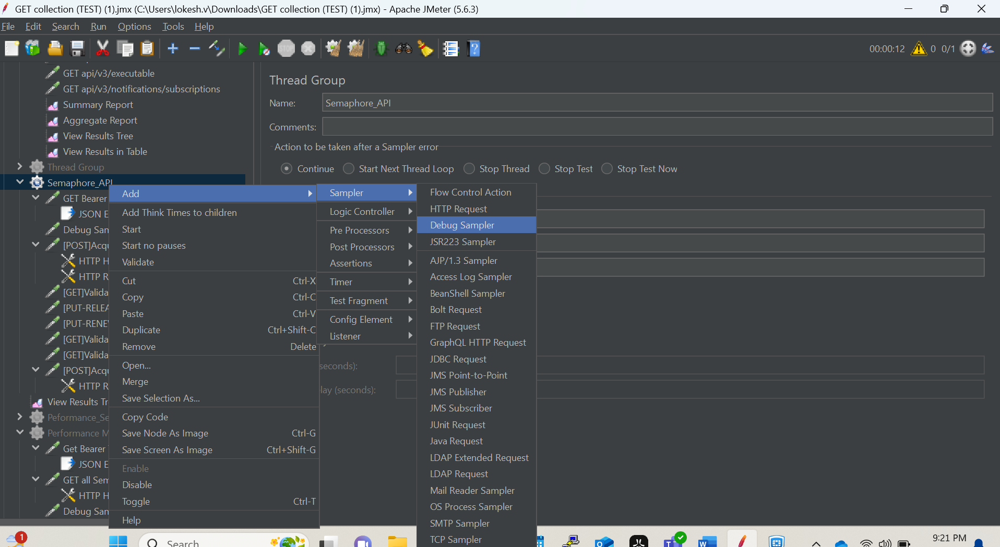 GET collection (TEST) (1).jmx (C:\Users\lokesh.v\Downloads\GET collection (TEST) (1).jmx) - Apache JMeter (5.6.3)
File Edit Search Run Options Tools Help
STOP
00:00:12 0 0/1
GET api/v3/executable
GET api/v3/notifications/subscriptions
Summary Report
Aggregate Report
View Results Tree
View Results in Table
Thread Group
Semaphore_API
GET Bearer
JSON E
Debug San
[POST]Acqu
HTTP H
HTTP R
[GET]Valida
[PUT-RELEA
[PUT-RENE
[GET]Valida
[GET]Valida
[POST]Acqu
HTTP R
View Results Tr
Peformance_Se
Performance M
Get Bearer
JSON E
GET all Sem
HTTP H
Debug San
Thread Group
Name: Semaphore_API
Comments:
Action to be taken after a Sampler error
Continue Start Next Thread Loop Stop Thread Stop Test Stop Test Now
seconds):
lay (seconds):
Add
Add Think Times to children
Start
Start no pauses
Validate
Cut Ctrl-X
Copy Ctrl-C
Paste Ctrl-V
Duplicate Ctrl+Shift-C
Remove Delete
Open...
Merge
Save Selection As...
Copy Code
Save Node As Image Ctrl-G
Save Screen As Image Ctrl+Shift-G
Enable
Disable
Toggle Ctrl-T
Help
Sampler
Logic Controller
Pre Processors
Post Processors
Assertions
Timer
Test Fragment
Config Element
Listener
Flow Control Action
HTTP Request
Debug Sampler
JSR223 Sampler
AJP/1.3 Sampler
Access Log Sampler
BeanShell Sampler
Bolt Request
FTP Request
GraphQL HTTP Request
JDBC Request
JMS Point-to-Point
JMS Publisher
JMS Subscriber
JUnit Request
Java Request
LDAP Extended Request
LDAP Request
Mail Reader Sampler
OS Process Sampler
SMTP Sampler
TCP Sampler
1
Search
9:21 PM